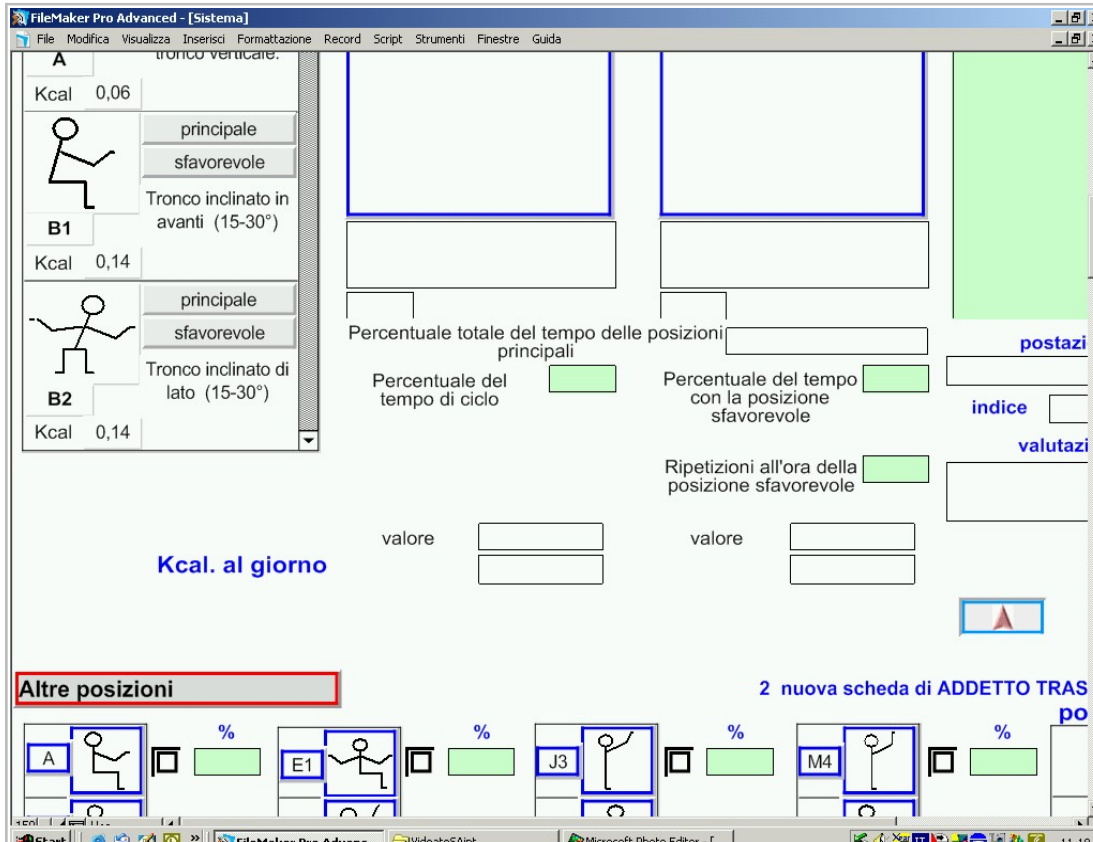 FileMaker Pro Advanced - [Sistema]
File Modifica Visualizza Inserisci Formattazione Record Script Strumenti Finestre Guida
A
tronco verticale.
Kcal 0,06
principale
sfavorevole
Tronco inclinato in
avanti (15-30°)
B1
Kcal 0,14
principale
sfavorevole
Tronco inclinato di
lato (15-30°)
B2
Kcal 0,14
Percentuale totale del tempo delle posizioni
principali
Percentuale del
tempo di ciclo
Percentuale del tempo
con la posizione
sfavorevole
Ripetizioni all'ora della
posizione sfavorevole
postazi
indice
valutazi
valore
valore
Kcal. al giorno
Altre posizioni
2 nuova scheda di ADDETTO TRAS
po
% % % %
A E1 J3 M4
Start
FileMaker Pro Advanc...
Microsoft Photo Editor - [